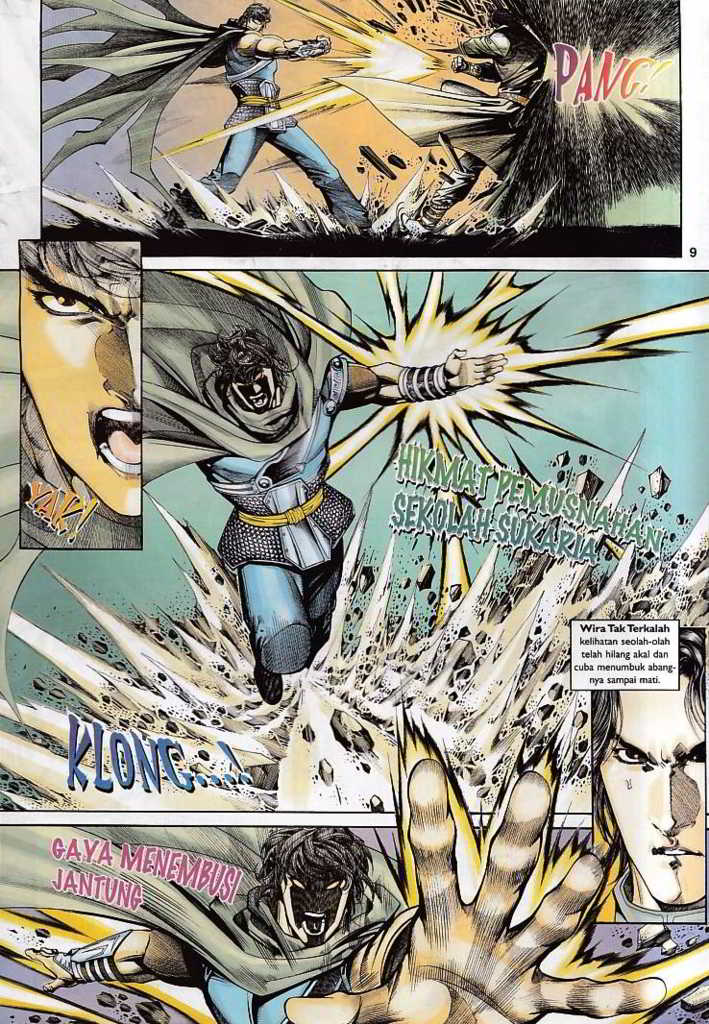 PANG!
9
YAK!
HIKMAT PEMUSNAHAN
SEKOLAH SUKARIA
Wira Tak Terkalah
kelihatan seolah-olah
telah hilang akal dan
cuba menumbuk abang-
nya sampai mati.
KLONG...!
GAYA MENEMBUSI
JANTUNG